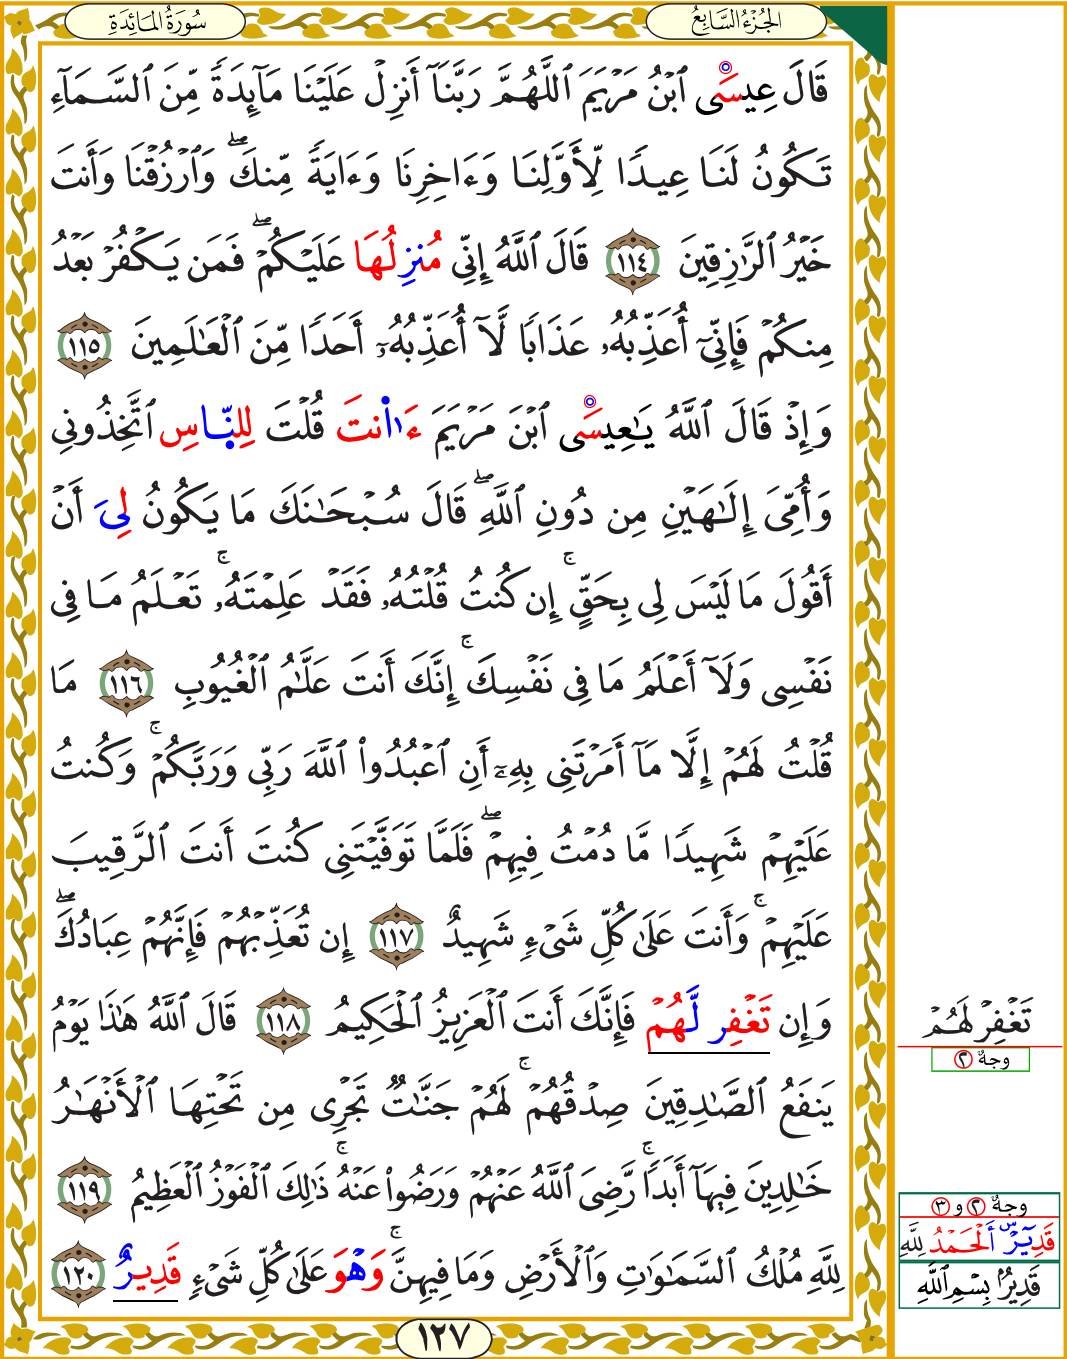 سُورَةُ المَائِدَةِ
الجُزْءُ السَّابِعُ
قَالَ عِيسَى ٱبْنُ مَرْيَمَ ٱللَّهُمَّ رَبَّنَآ أَنزِلْ عَلَيْنَا مَآئِدَةً مِّنَ ٱلسَّمَآءِ
تَكُونُ لَنَا عِيدًا لِّأَوَّلِنَا وَءَاخِرِنَا وَءَايَةً مِّنكَ ۖ وَٱرْزُقْنَا وَأَنتَ
خَيْرُ ٱلرَّٰزِقِينَ ١١٤ قَالَ ٱللَّهُ إِنِّى مُنزِلُهَا عَلَيْكُمْ ۖ فَمَن يَكْفُرْ بَعْدُ
مِنكُمْ فَإِنِّىٓ أُعَذِّبُهُۥ عَذَابًا لَّآ أُعَذِّبُهُۥٓ أَحَدًا مِّنَ ٱلْعَٰلَمِينَ ١١٥
وَإِذْ قَالَ ٱللَّهُ يَٰعِيسَى ٱبْنَ مَرْيَمَ ءَا۬نتَ قُلْتَ لِلنَّاسِ ٱتَّخِذُونِى
وَأُمِّىَ إِلَٰهَيْنِ مِن دُونِ ٱللَّهِ ۖ قَالَ سُبْحَٰنَكَ مَا يَكُونُ لِىَ أَنْ
أَقُولَ مَا لَيْسَ لِى بِحَقٍّ ۚ إِن كُنتُ قُلْتُهُۥ فَقَدْ عَلِمْتَهُۥ ۚ تَعْلَمُ مَا فِى
نَفْسِى وَلَآ أَعْلَمُ مَا فِى نَفْسِكَ ۚ إِنَّكَ أَنتَ عَلَّٰمُ ٱلْغُيُوبِ ١١٦ مَا
قُلْتُ لَهُمْ إِلَّا مَآ أَمَرْتَنِى بِهِۦٓ أَنِ ٱعْبُدُوا۟ ٱللَّهَ رَبِّى وَرَبَّكُمْ ۚ وَكُنتُ
عَلَيْهِمْ شَهِيدًا مَّا دُمْتُ فِيهِمْ ۖ فَلَمَّا تَوَفَّيْتَنِى كُنتَ أَنتَ ٱلرَّقِيبَ
عَلَيْهِمْ ۚ وَأَنتَ عَلَىٰ كُلِّ شَىْءٍ شَهِيدٌ ١١٧ إِن تُعَذِّبْهُمْ فَإِنَّهُمْ عِبَادُكَ ۖ
وَإِن تَغْفِر لَّهُمْ فَإِنَّكَ أَنتَ ٱلْعَزِيزُ ٱلْحَكِيمُ ١١٨ قَالَ ٱللَّهُ هَٰذَا يَوْمُ
تَغْفِرْ لَهُمْ
وجهٌ ٢
يَنفَعُ ٱلصَّٰدِقِينَ صِدْقُهُمْ ۚ لَهُمْ جَنَّٰتٌ تَجْرِى مِن تَحْتِهَا ٱلْأَنْهَٰرُ
خَٰلِدِينَ فِيهَآ أَبَدًا ۚ رَّضِىَ ٱللَّهُ عَنْهُمْ وَرَضُوا۟ عَنْهُ ۚ ذَٰلِكَ ٱلْفَوْزُ ٱلْعَظِيمُ ١١٩
وجهٌ ٢ و ٣
قَدِيرٌ ۜ أَلْحَمْدُ لِلَّهِ
لِلَّهِ مُلْكُ ٱلسَّمَٰوَٰتِ وَٱلْأَرْضِ وَمَا فِيهِنَّ ۚ وَهْوَ عَلَىٰ كُلِّ شَىْءٍ قَدِيرٌ ١٢٠
قَدِيرٌۢ بِسْمِ ٱللَّهِ
١٢٧